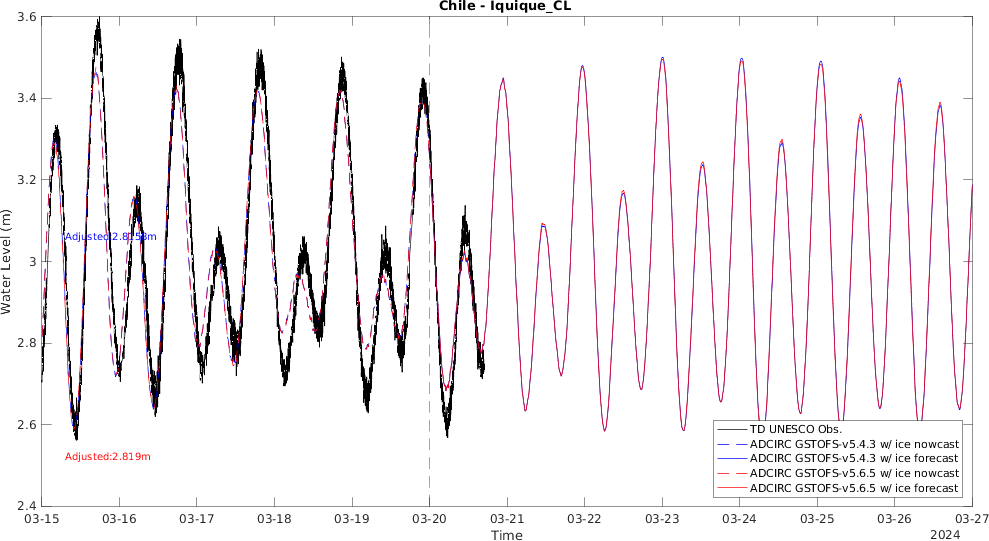 Chile - Iquique_CL
3.6
3.4
3.2
3
2.8
2.6
2.4
Water Level (m)
Adjusted:2.8158m
Adjusted:2.819m
TD UNESCO Obs.
ADCIRC GSTOFS-v5.4.3 w/ ice nowcast
ADCIRC GSTOFS-v5.4.3 w/ ice forecast
ADCIRC GSTOFS-v5.6.5 w/ ice nowcast
ADCIRC GSTOFS-v5.6.5 w/ ice forecast
03-15 03-16 03-17 03-18 03-19 03-20 03-21 03-22 03-23 03-24 03-25 03-26 03-27
Time
2024